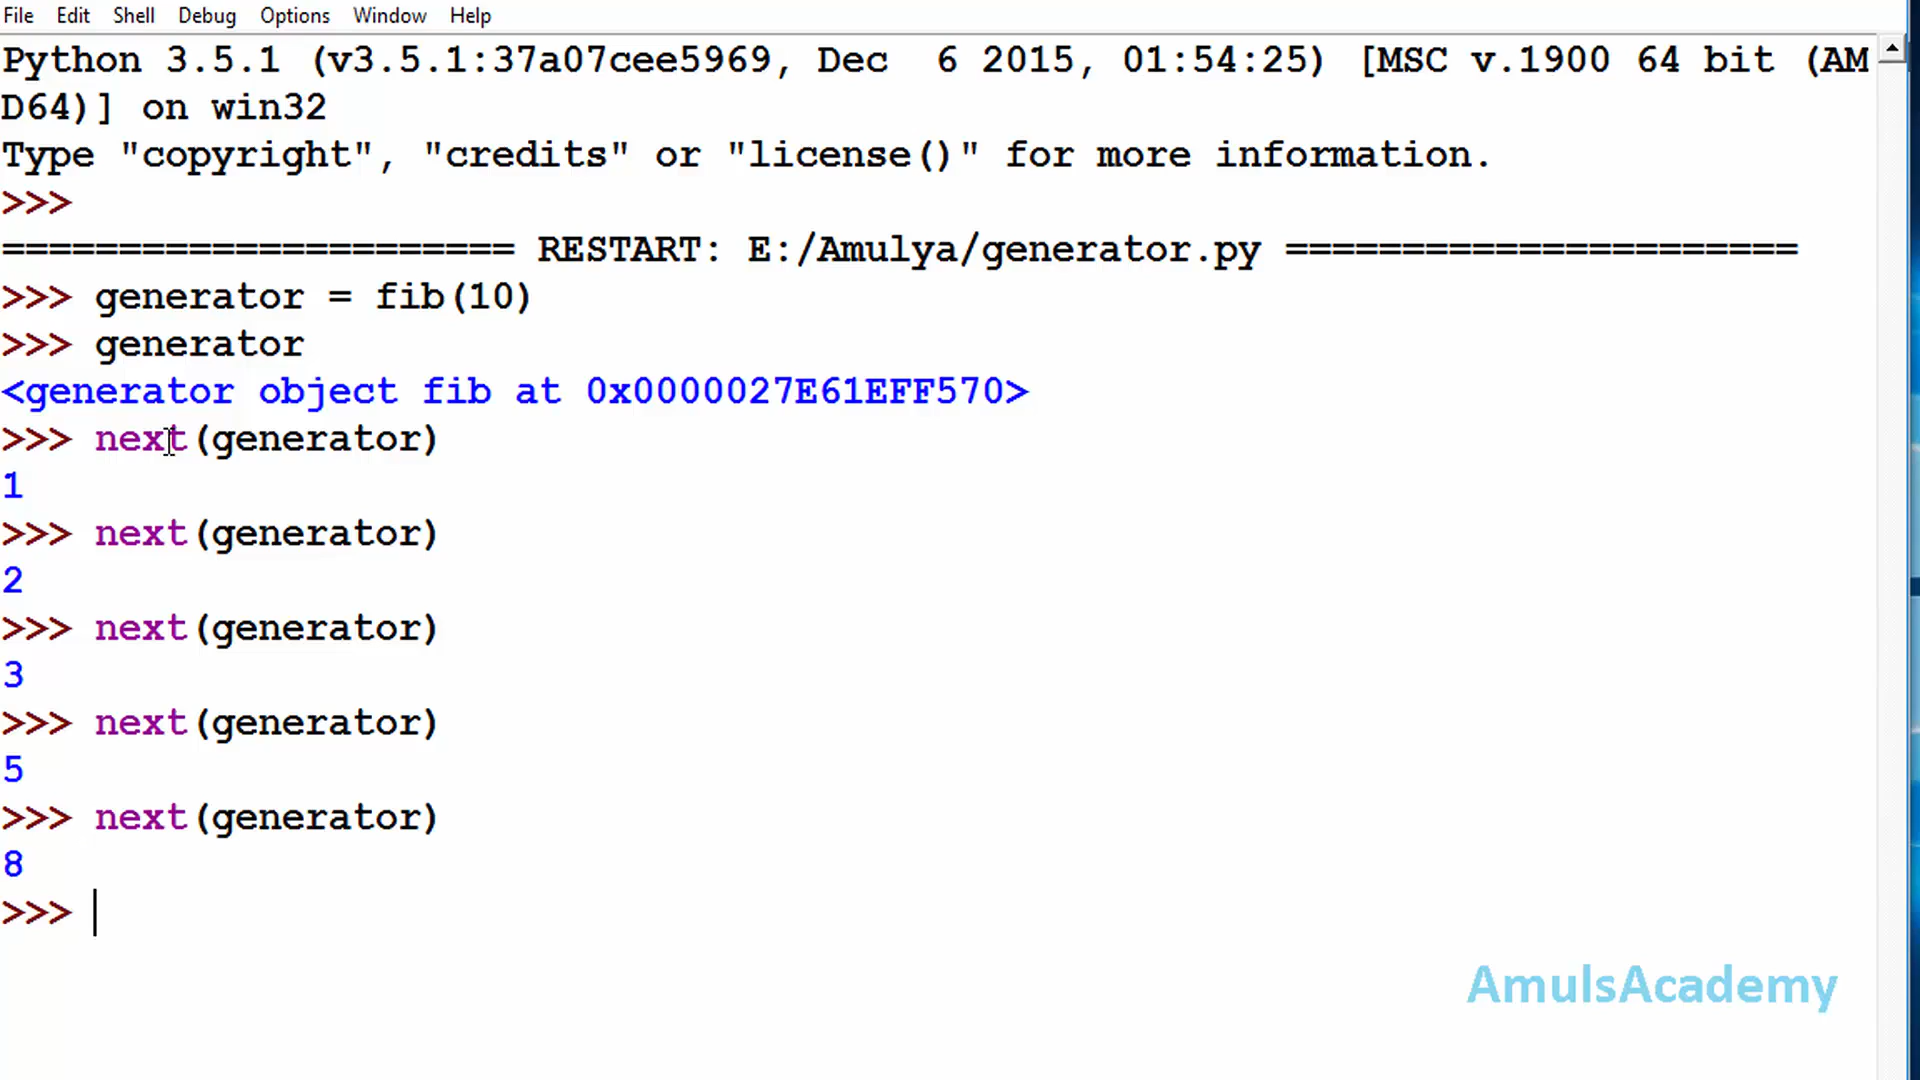 File Edit Shell Debug Options Window Help
Python 3.5.1 (v3.5.1:37a07cee5969, Dec  6 2015, 01:54:25) [MSC v.1900 64 bit (AM
D64)] on win32
Type "copyright", "credits" or "license()" for more information.
>>>
====================== RESTART: E:/Amulya/generator.py ======================
>>> generator = fib(10)
>>> generator
<generator object fib at 0x0000027E61EFF570>
>>> next(generator)
1
>>> next(generator)
2
>>> next(generator)
3
>>> next(generator)
5
>>> next(generator)
8
>>>
AmulsAcademy